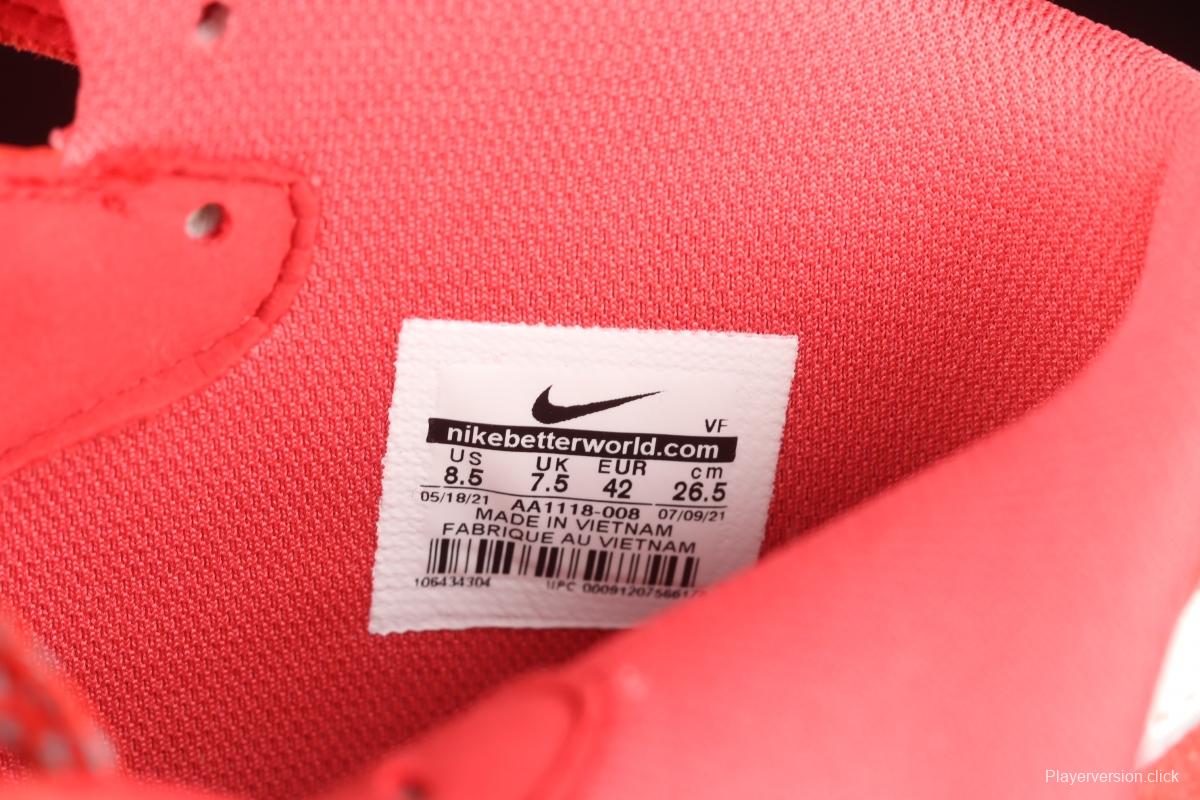 VF
nikebetterworld.com
US UK EUR cm
8.5 7.5 42 26.5
05/18/21 AA1118-008 07/09/21
MADE IN VIETNAM
FABRIQUE AU VIETNAM
106434304 UPC
Playerversion.click